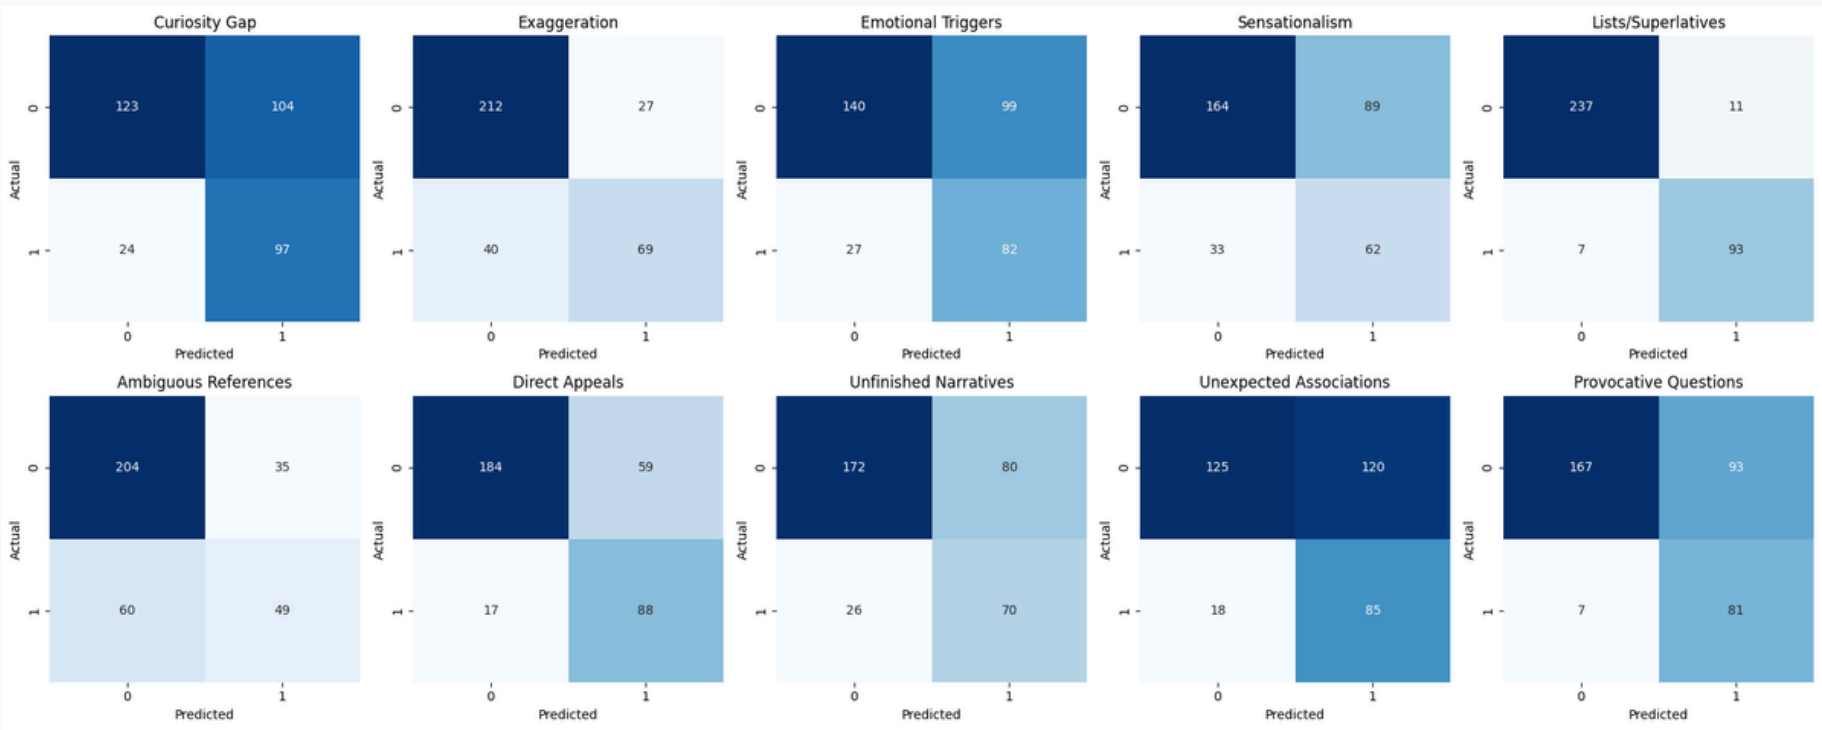 Curiosity Gap
0
123
104
Actual
1
24
97
0
1
Predicted
Exaggeration
0
212
27
Actual
1
40
69
0
1
Predicted
Emotional Triggers
0
140
99
Actual
1
27
82
0
1
Predicted
Sensationalism
0
164
89
Actual
1
33
62
0
1
Predicted
Lists/Superlatives
0
237
11
Actual
1
7
93
0
1
Predicted
Ambiguous References
0
204
35
Actual
1
60
49
0
1
Predicted
Direct Appeals
0
184
59
Actual
1
17
88
0
1
Predicted
Unfinished Narratives
0
172
80
Actual
1
26
70
0
1
Predicted
Unexpected Associations
0
125
120
Actual
1
18
85
0
1
Predicted
Provocative Questions
0
167
93
Actual
1
7
81
0
1
Predicted